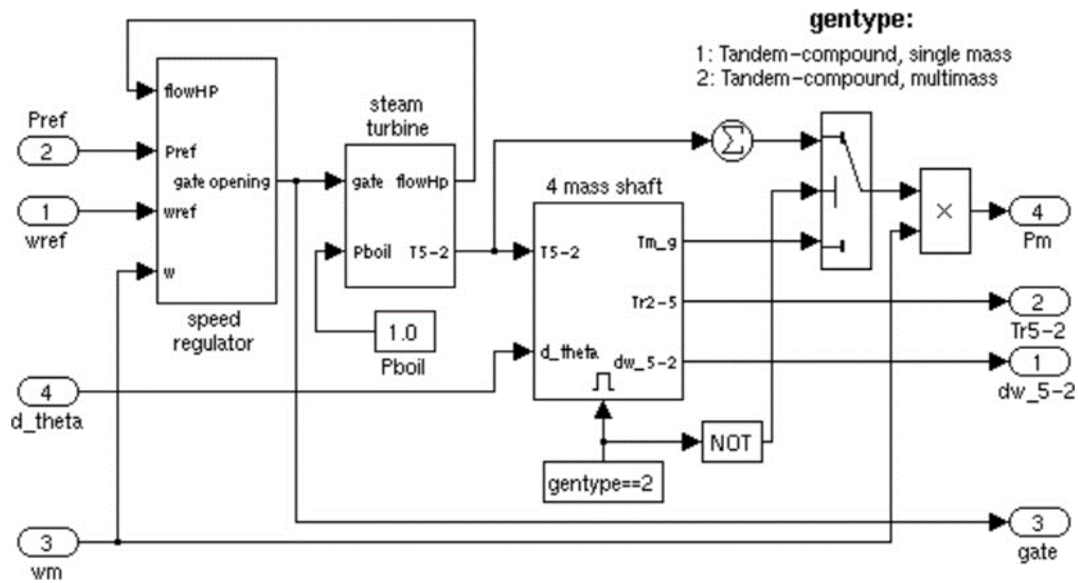 gentype:
1: Tandem-compound, single mass
2: Tandem-compound, multimass
Pref
2
1
wref
flowHP
Pref
gate opening
wref
w
speed
regulator
steam
turbine
gate flowHp
Pboil T5-2
1.0
Pboil
4 mass shaft
T5-2
Tm_g
Tr2-5
d_theta
dw_5-2
Σ
×
4
Pm
2
Tr5-2
1
dw_5-2
4
d_theta
NOT
gentype==2
3
wm
3
gate